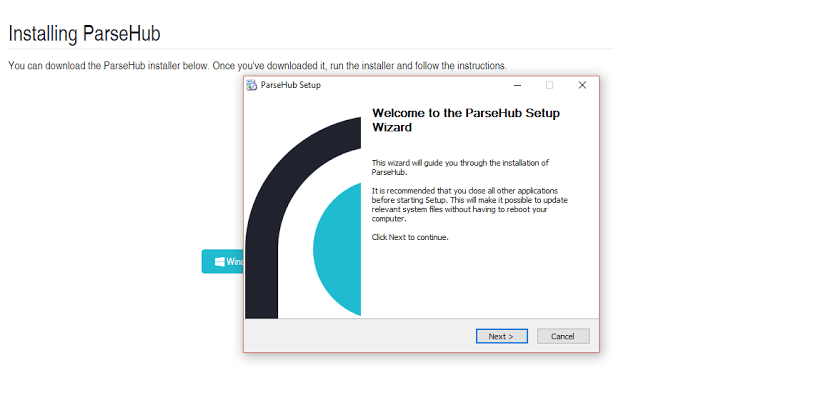 Installing ParseHub
You can download the ParseHub installer below. Once you've downloaded it, run the installer and follow the instructions.
ParseHub Setup
Welcome to the ParseHub Setup
Wizard
This wizard will guide you through the installation of
ParseHub.
It is recommended that you close all other applications
before starting Setup. This will make it possible to update
relevant system files without having to reboot your
computer.
Click Next to continue.
Next >
Cancel